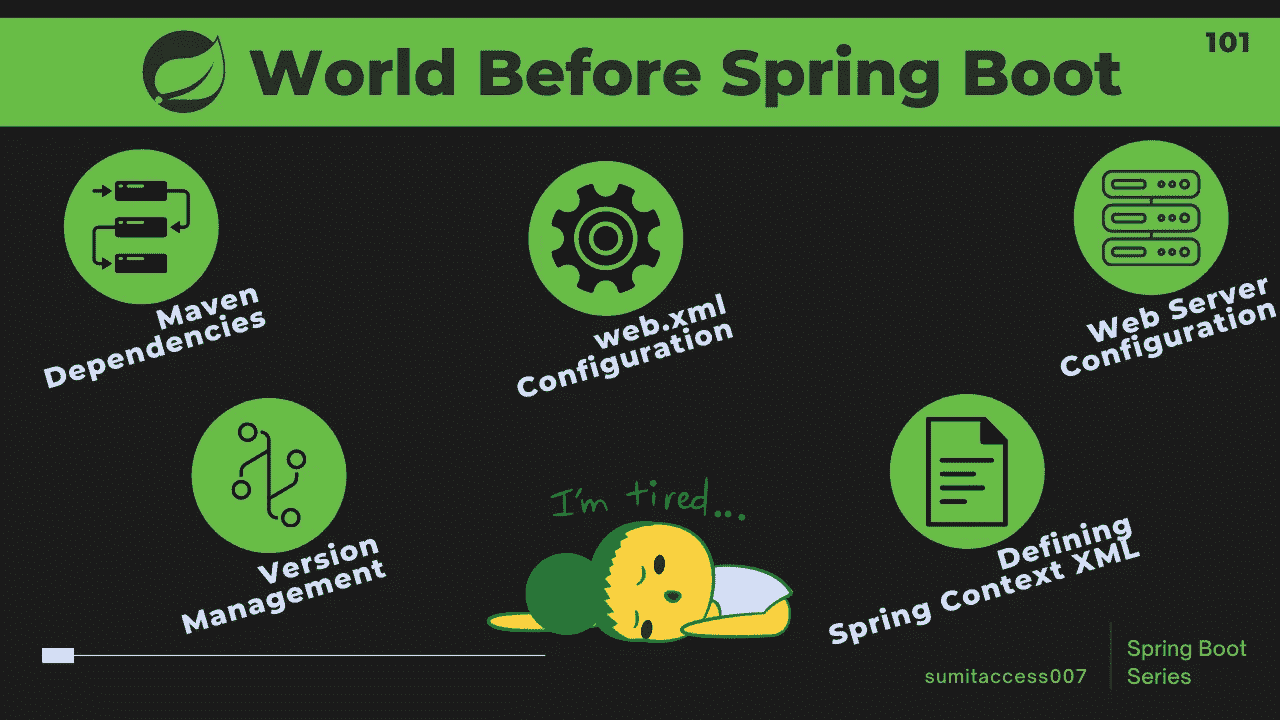 World Before Spring Boot
101
Maven
Dependencies
web.xml
Configuration
Web Server
Configuration
Version
Management
I'm tired...
Defining
Spring Context XML
sumitaccess007
Spring Boot
Series